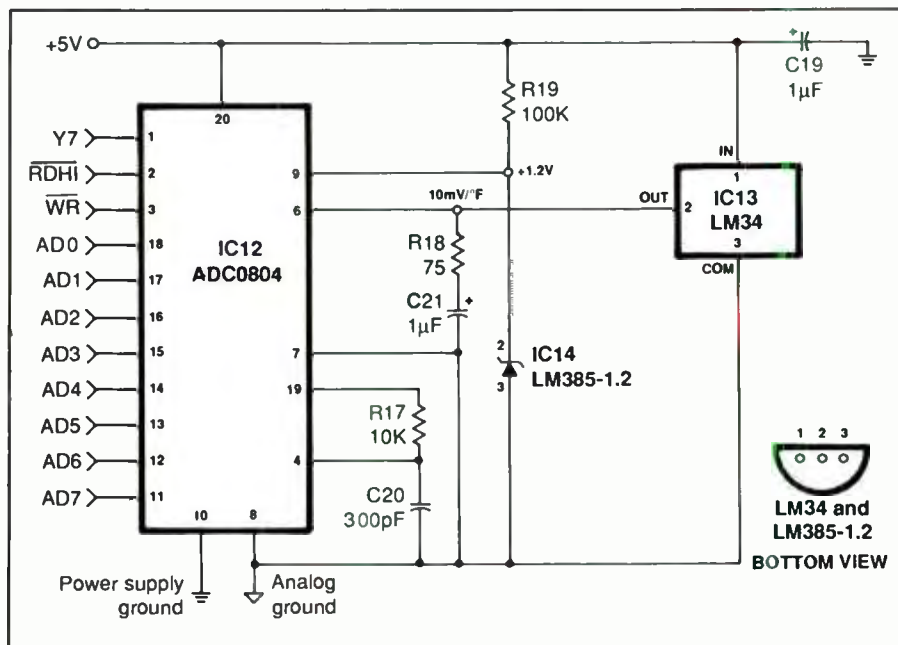 +5V
C19
1µF
R19
100K
20
Y7 1
RDHI 2
WR 3
AD0 18
AD1 17
AD2 16
AD3 15
AD4 14
AD5 13
AD6 12
AD7 11
IC12
ADC0804
9
6
7
19
4
10
8
+1.2V
10mV/°F
R18
75
C21
+
1µF
R17
10K
C20
300pF
2
3
IC14
LM385-1.2
IN
1
OUT 2
IC13
LM34
3
COM
+
1 2 3
LM34 and
LM385-1.2
BOTTOM VIEW
Power supply
ground
Analog
ground